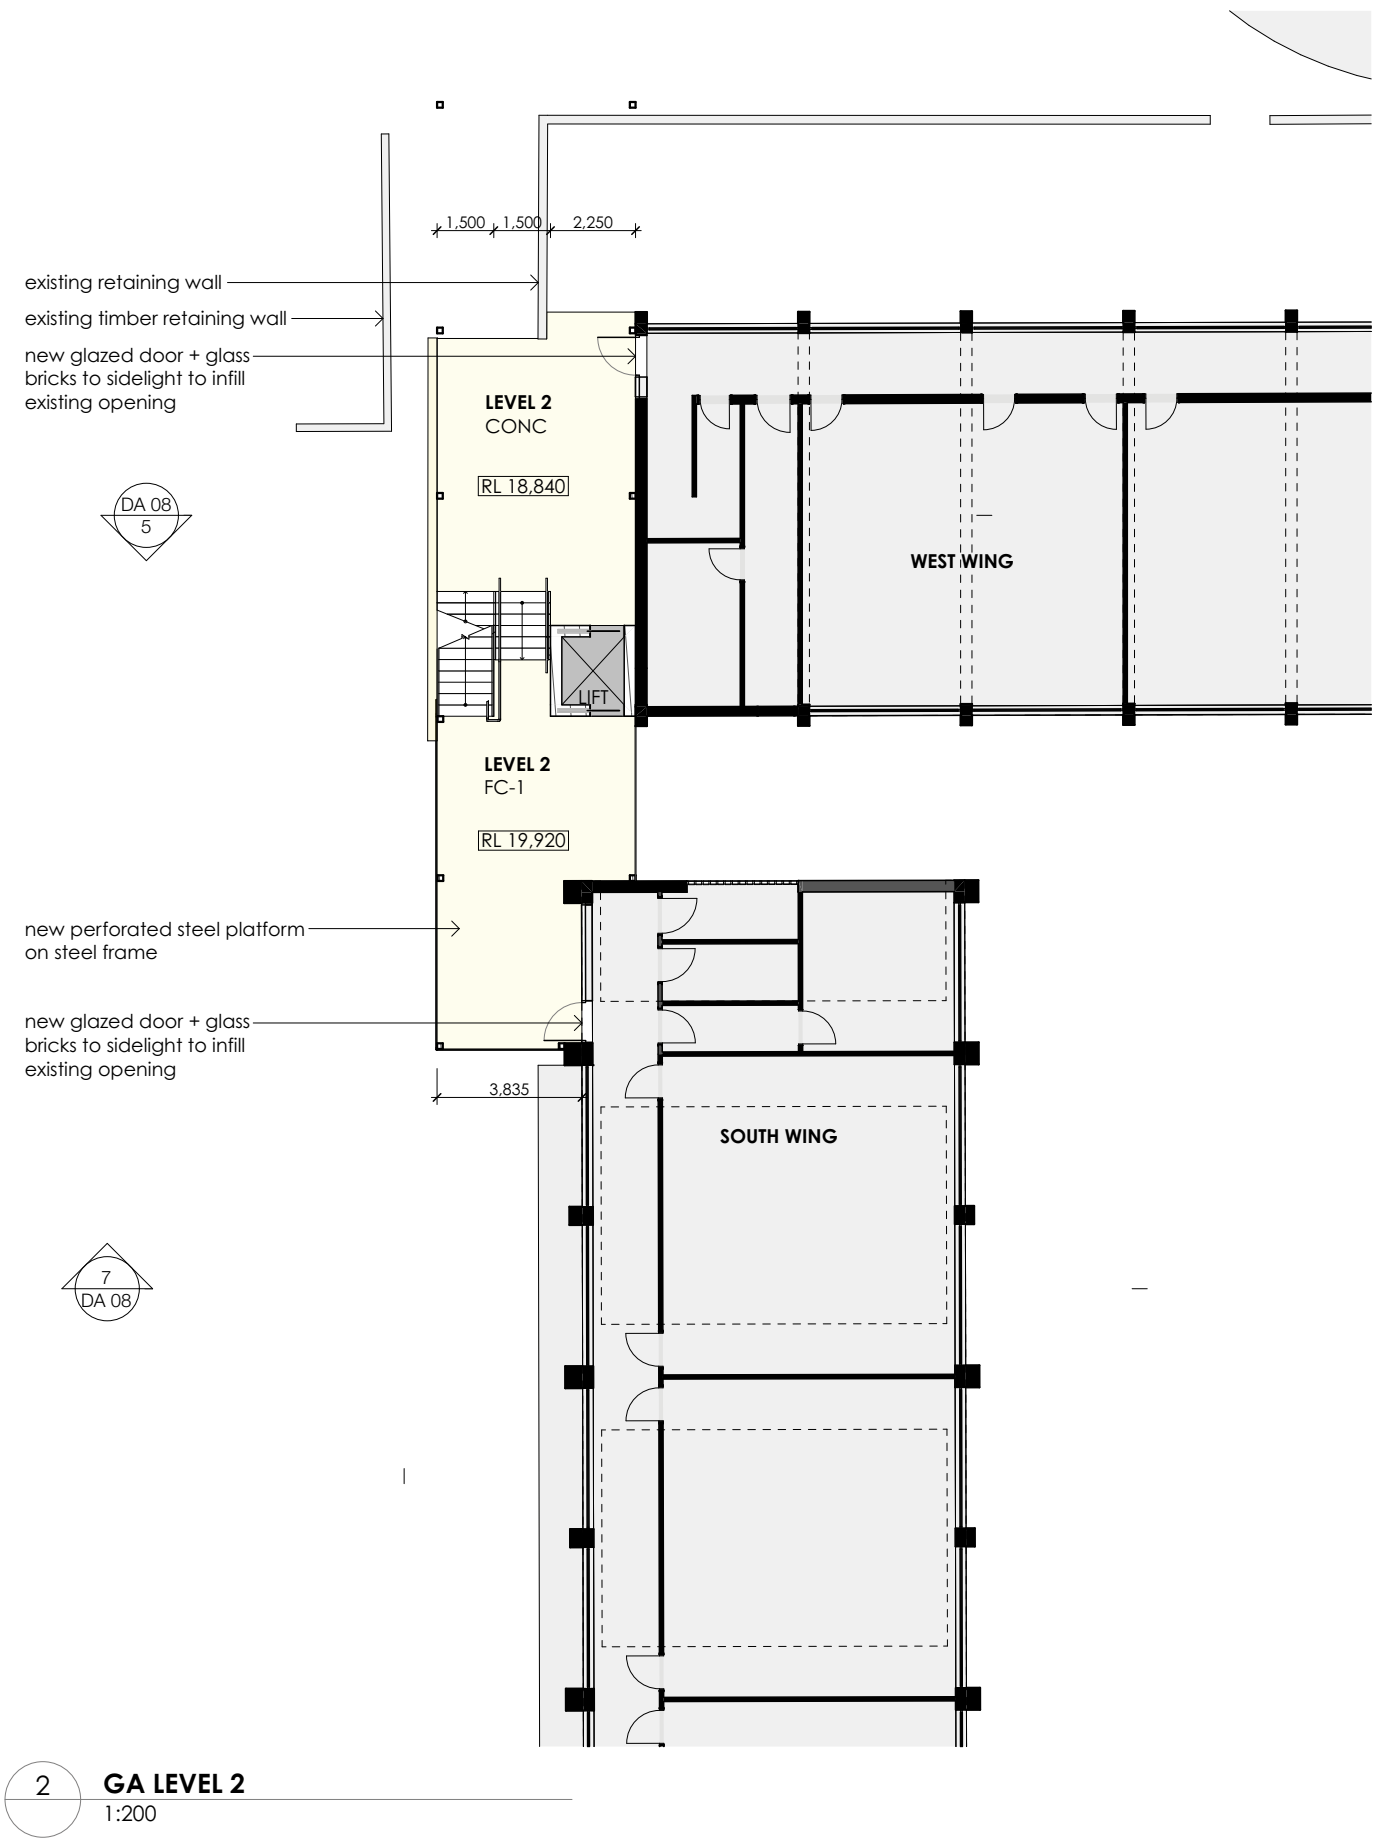 1,500 1,500 2,250
existing retaining wall
existing timber retaining wall
new glazed door + glass
bricks to sidelight to infill
existing opening
LEVEL 2
CONC
RL 18,840
DA 08
5
WEST WING
LIFT
LEVEL 2
FC-1
RL 19,920
new perforated steel platform
on steel frame
new glazed door + glass
bricks to sidelight to infill
existing opening
3,835
SOUTH WING
7
DA 08
2 GA LEVEL 2
1:200